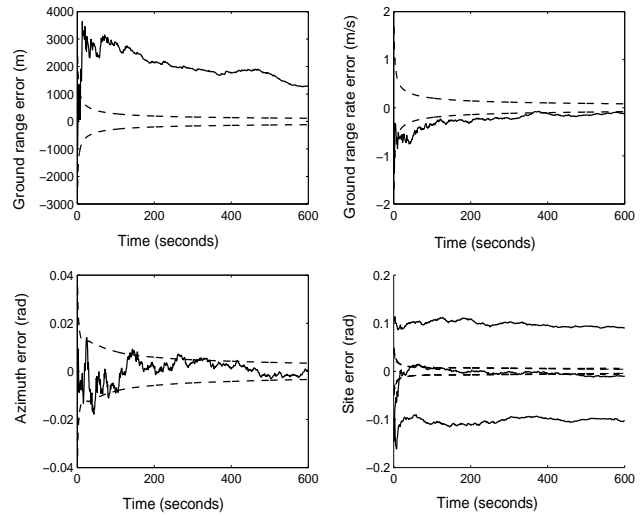 Ground range error (m)
4000
3000
2000
1000
0
−1000
−2000
−3000
0 200 400 600
Time (seconds)
Ground range rate error (m/s)
2
1
0
−1
−2
0 200 400 600
Time (seconds)
Azimuth error (rad)
0.04
0.02
0
−0.02
−0.04
0 200 400 600
Time (seconds)
Site error (rad)
0.2
0.1
0
−0.1
−0.2
0 200 400 600
Time (seconds)